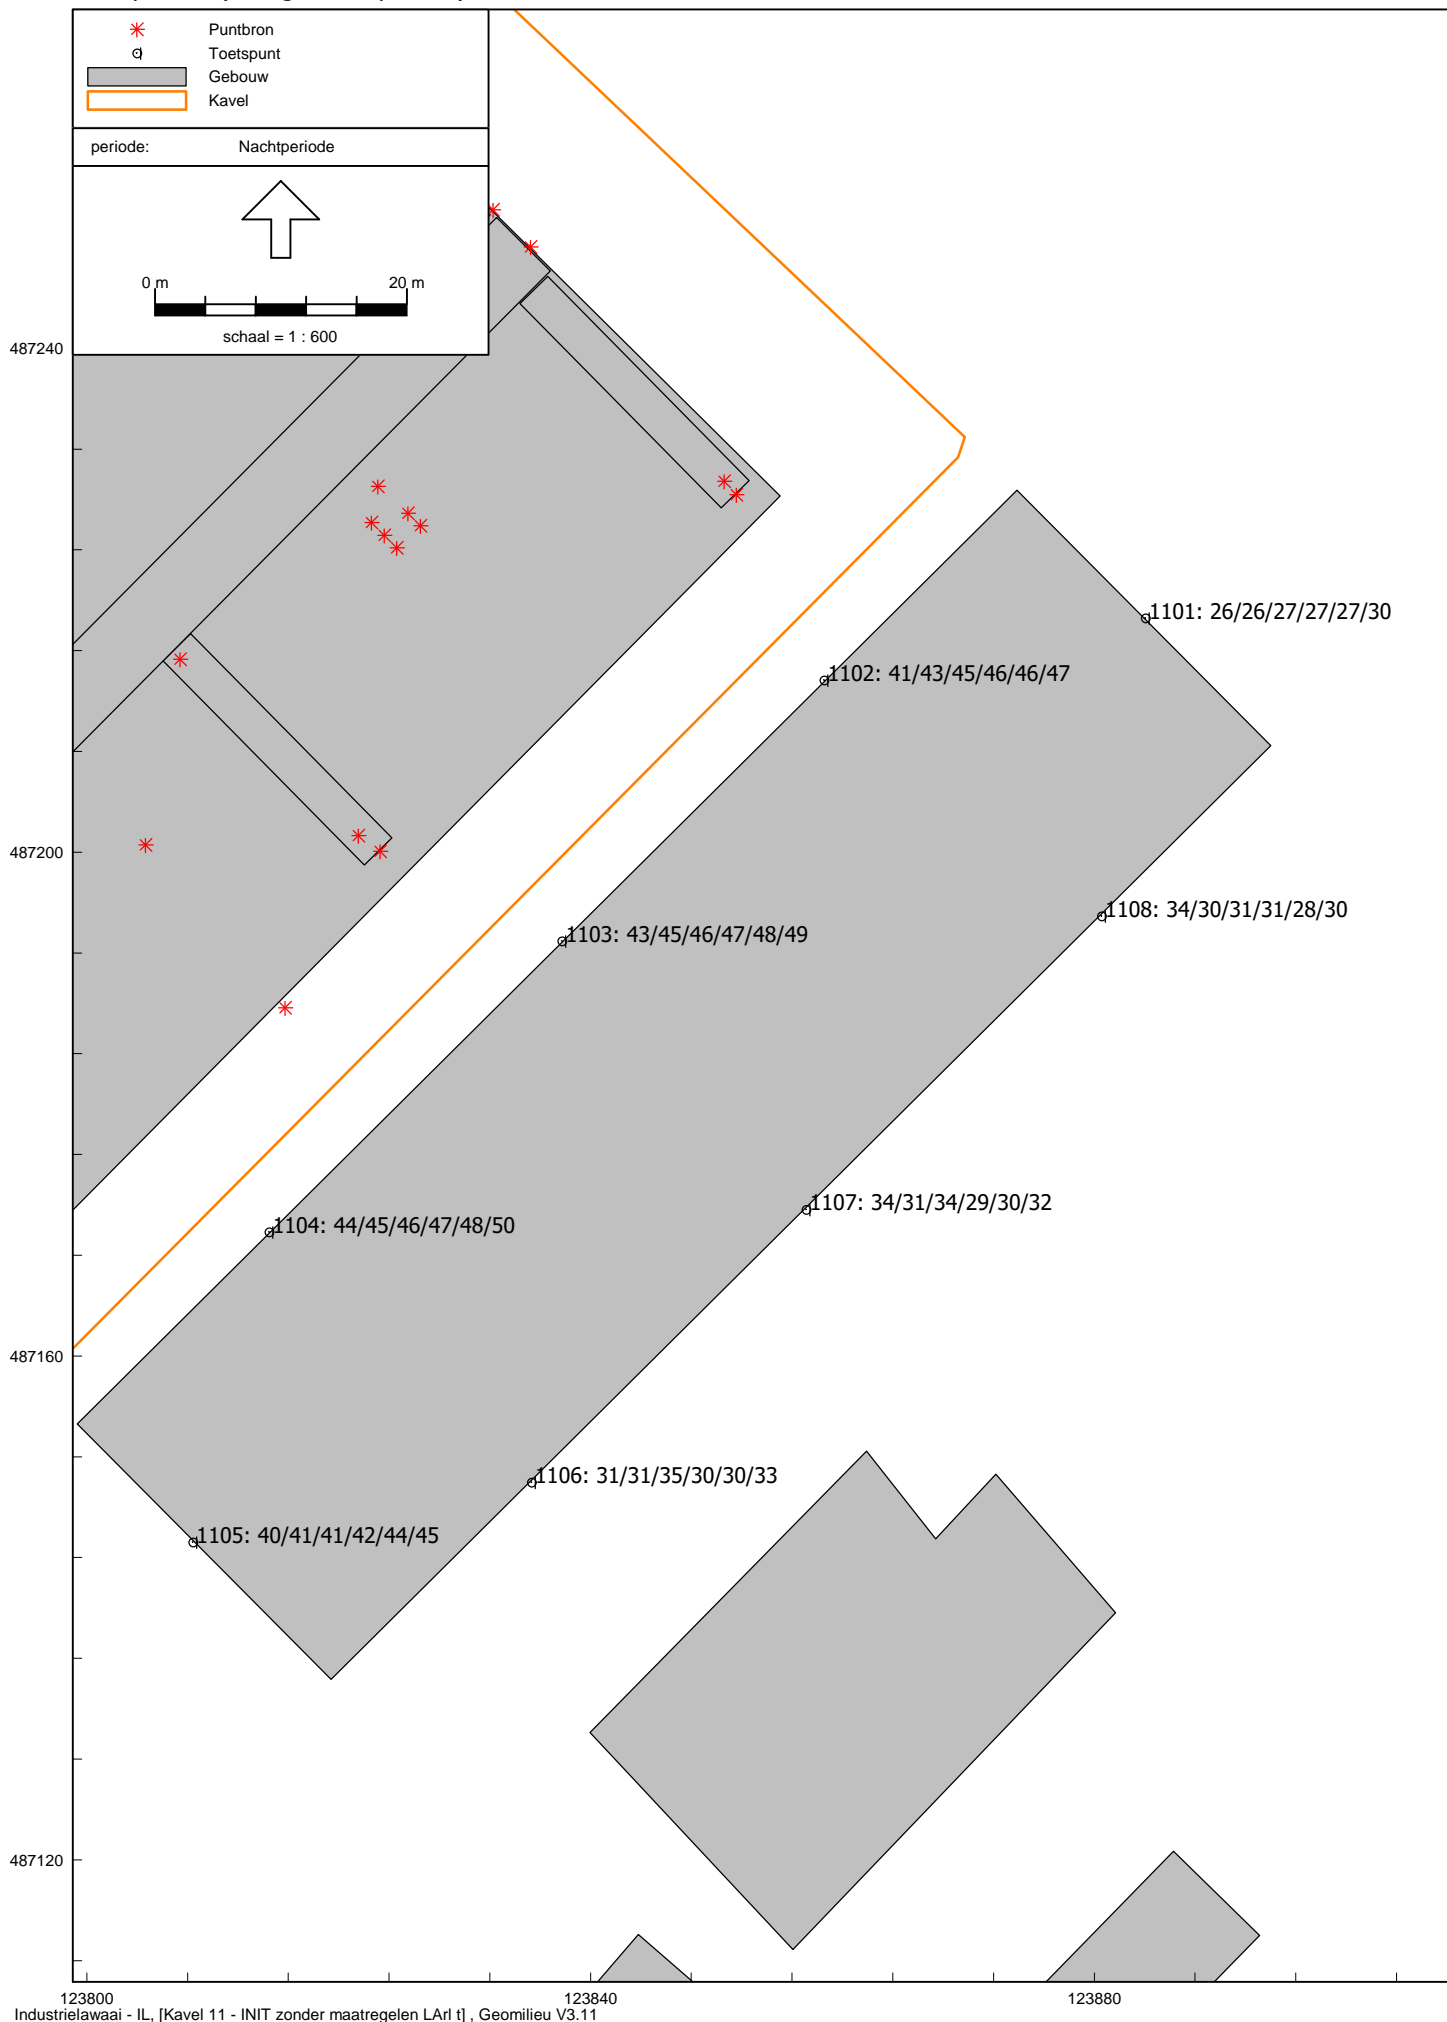 Puntbron
Toetspunt
Gebouw
Kavel
periode: Nachtperiode
0 m 20 m
schaal = 1 : 600
487240
1101: 26/26/27/27/27/30
1102: 41/43/45/46/46/47
487200
1108: 34/30/31/31/28/30
1103: 43/45/46/47/48/49
1107: 34/31/34/29/30/32
1104: 44/45/46/47/48/50
487160
1106: 31/31/35/30/30/33
1105: 40/41/41/42/44/45
487120
123800 123840 123880
Industrielawaai - IL, [Kavel 11 - INIT zonder maatregelen LArl t] , Geomilieu V3.11